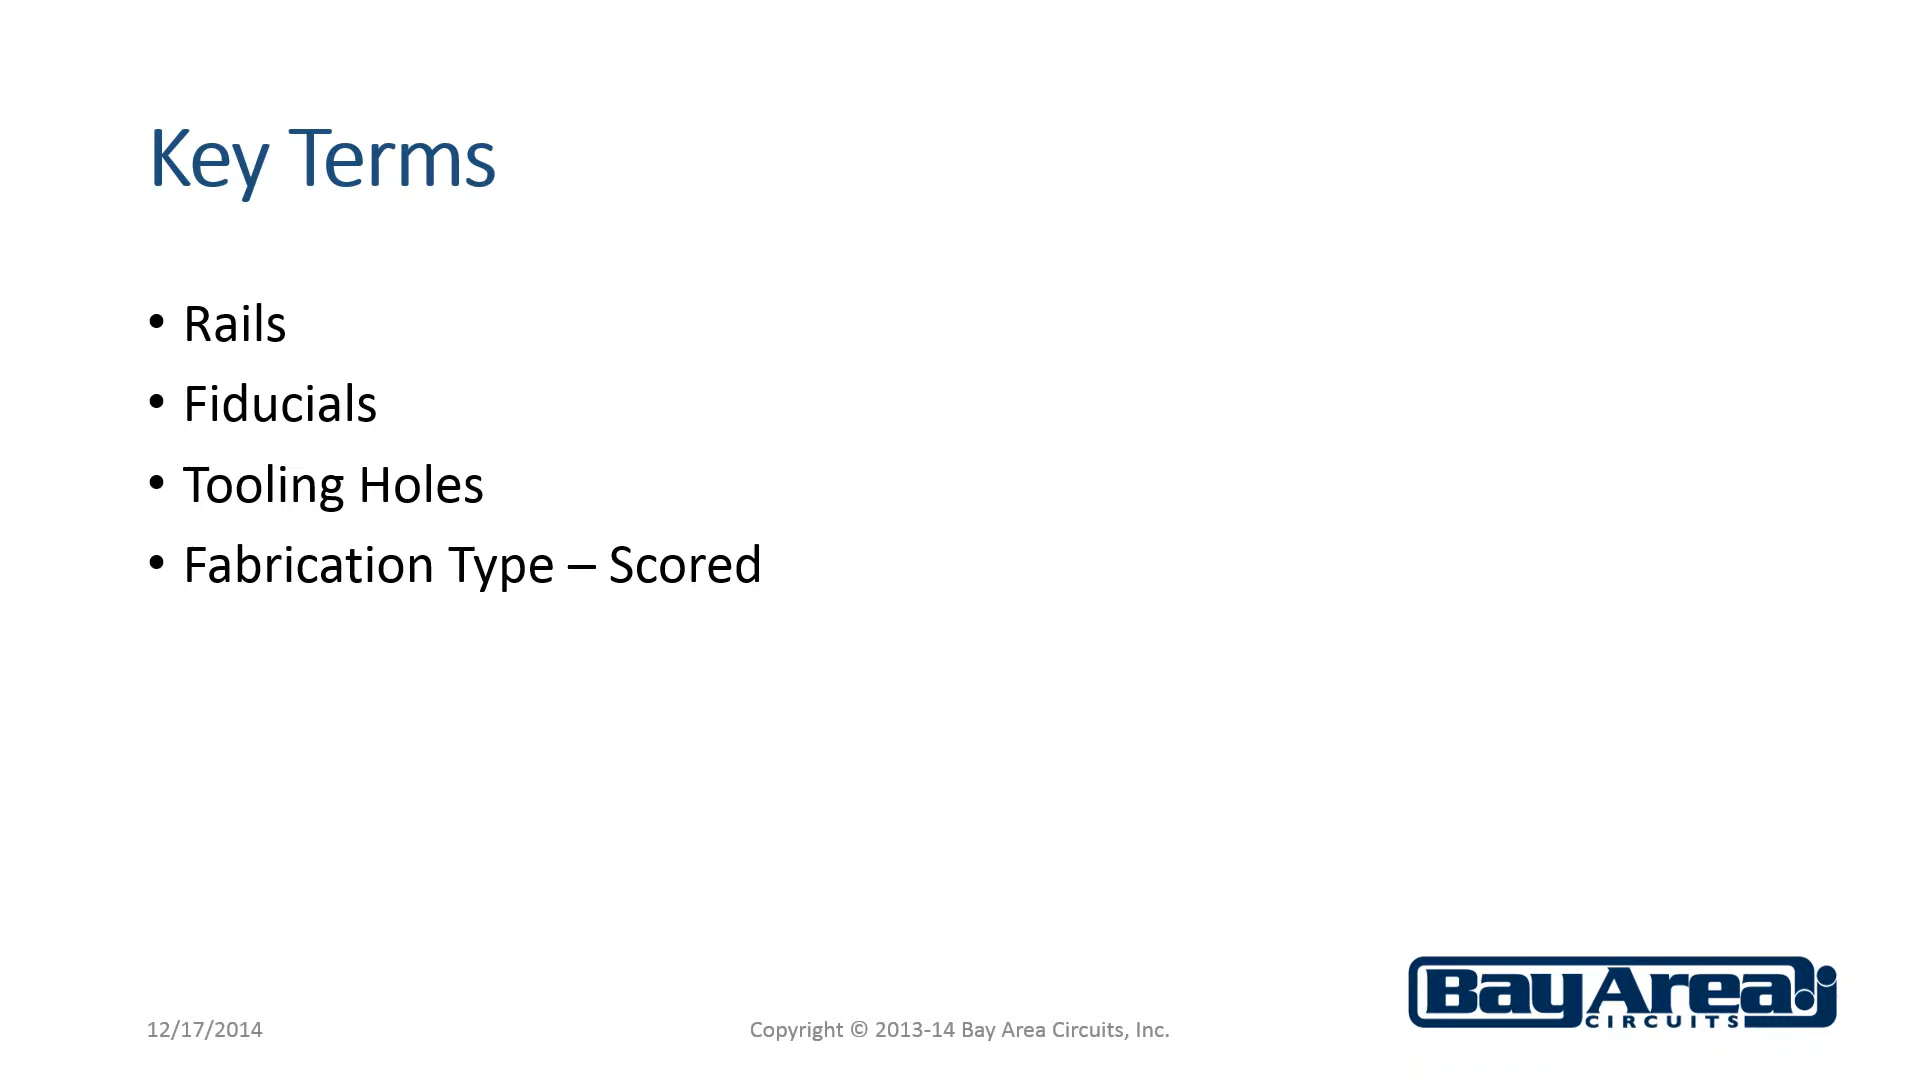 Key Terms
• Rails
• Fiducials
• Tooling Holes
• Fabrication Type – Scored
Bay Area
CIRCUITS
12/17/2014
Copyright © 2013-14 Bay Area Circuits, Inc.